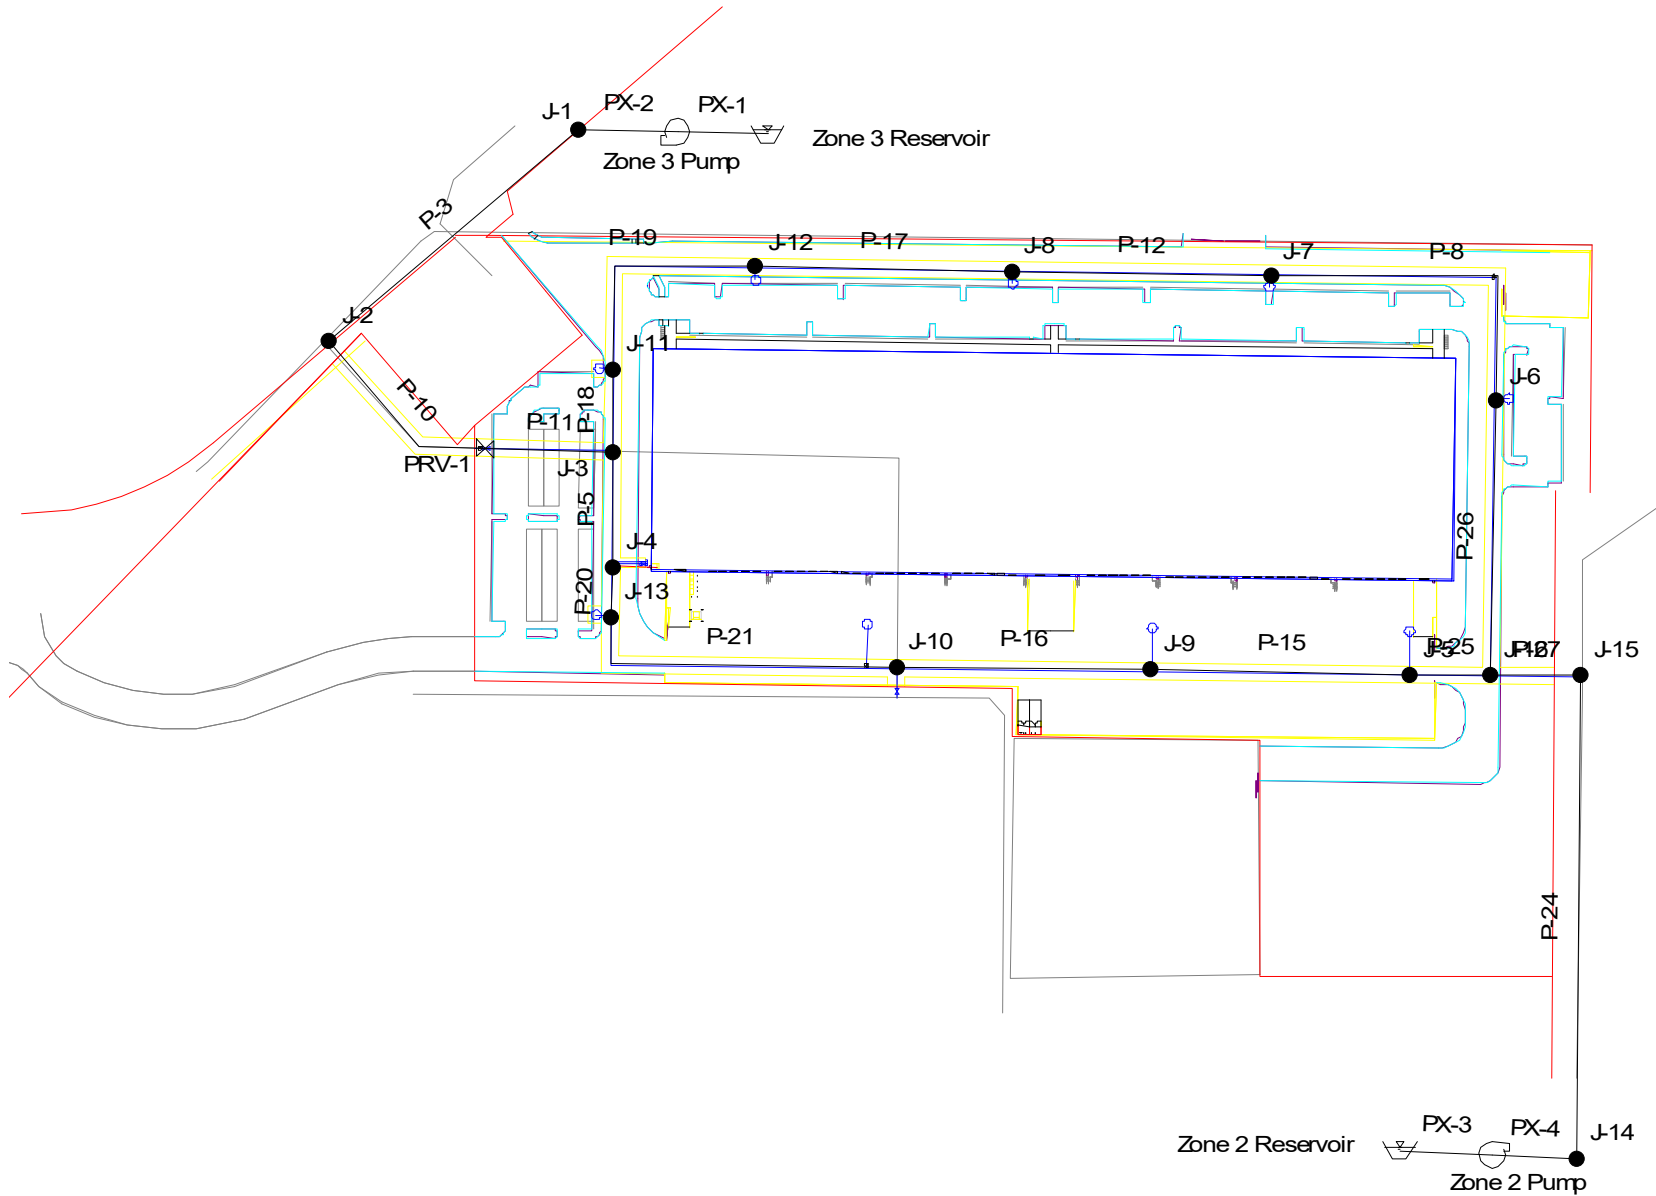 J-1
PX-2
PX-1
Zone 3 Reservoir
Zone 3 Pump
P-3
P-19
J-12
P-17
J-8
P-12
J-7
P-8
J-2
J-11
J-6
P-10
P-18
P-11
PRV-1
J-3
P-5
P-26
J-4
P-20
J-13
P-21
J-10
P-16
J-9
P-15
J-5
P-25
J-15
P-24
PX-3
PX-4
J-14
Zone 2 Reservoir
Zone 2 Pump